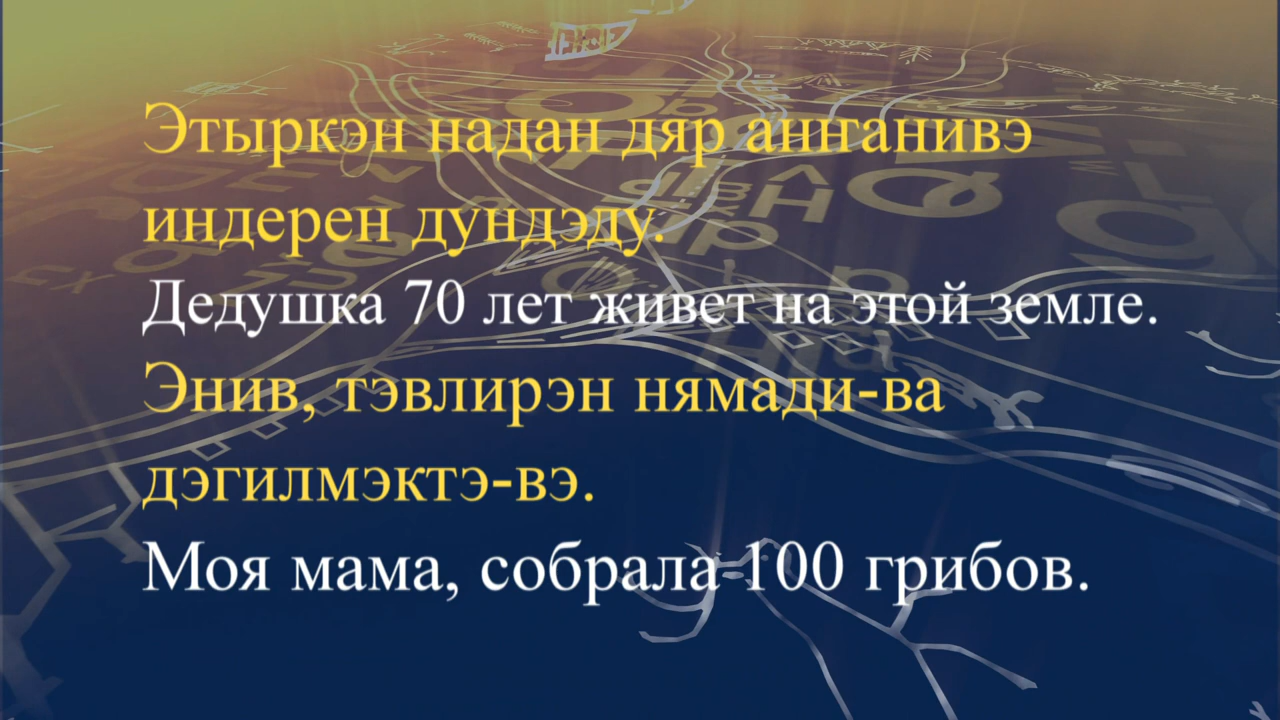 Этыркэн надан дяр аннганивэ
индерен дундэду.
Дедушка 70 лет живет на этой земле.
Энив, тэвлирэн нямади-ва
дэгилмэктэ-вэ.
Моя мама, собрала 100 грибов.